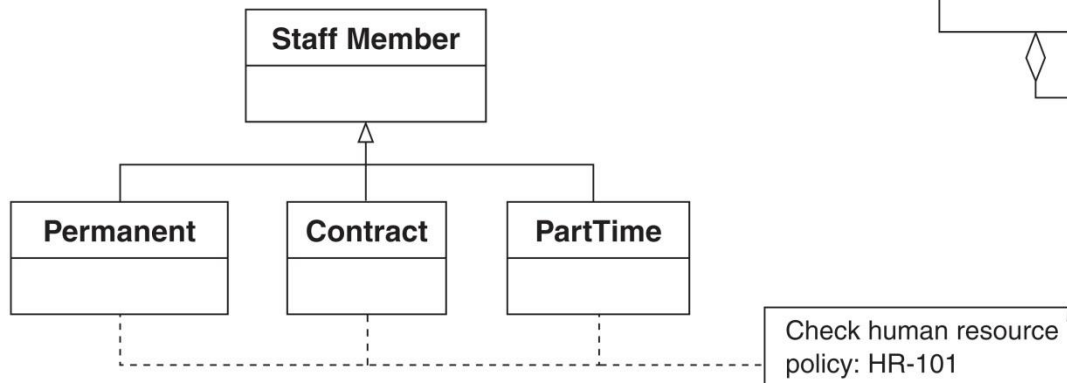 Staff Member
Permanent
Contract
PartTime
Check human resource
policy: HR-101